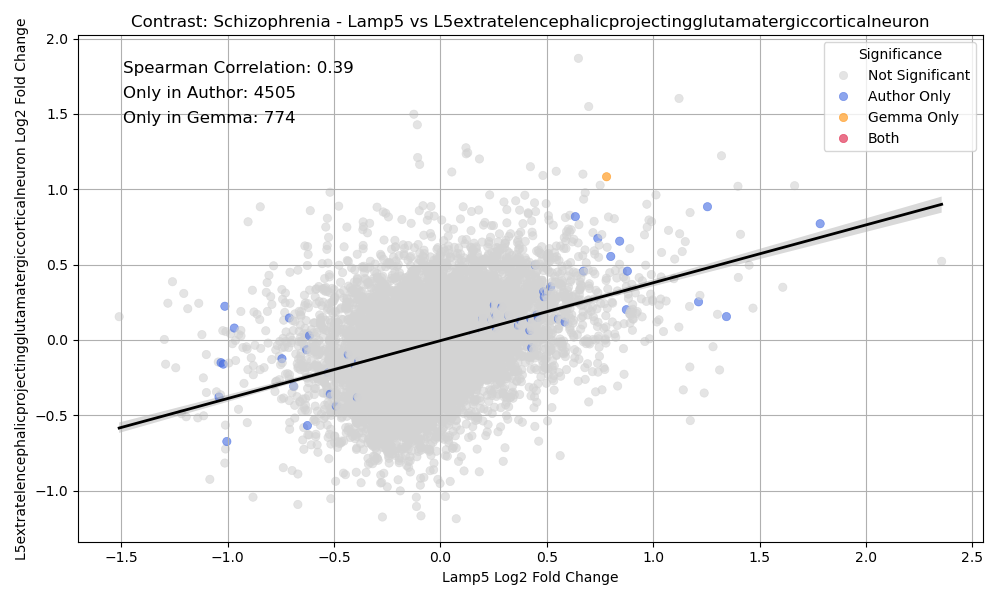 Contrast: Schizophrenia - Lamp5 vs L5extratelencephalicprojectingglutamatergiccorticalneuron
Spearman Correlation: 0.39
Only in Author: 4505
Only in Gemma: 774
Significance
Not Significant
Author Only
Gemma Only
Both
L5extratelencephalicprojectingglutamatergiccorticalneuron Log2 Fold Change
2.0
1.5
1.0
0.5
0.0
−0.5
−1.0
−1.5
−1.0
−0.5
0.0
0.5
1.0
1.5
2.0
2.5
Lamp5 Log2 Fold Change